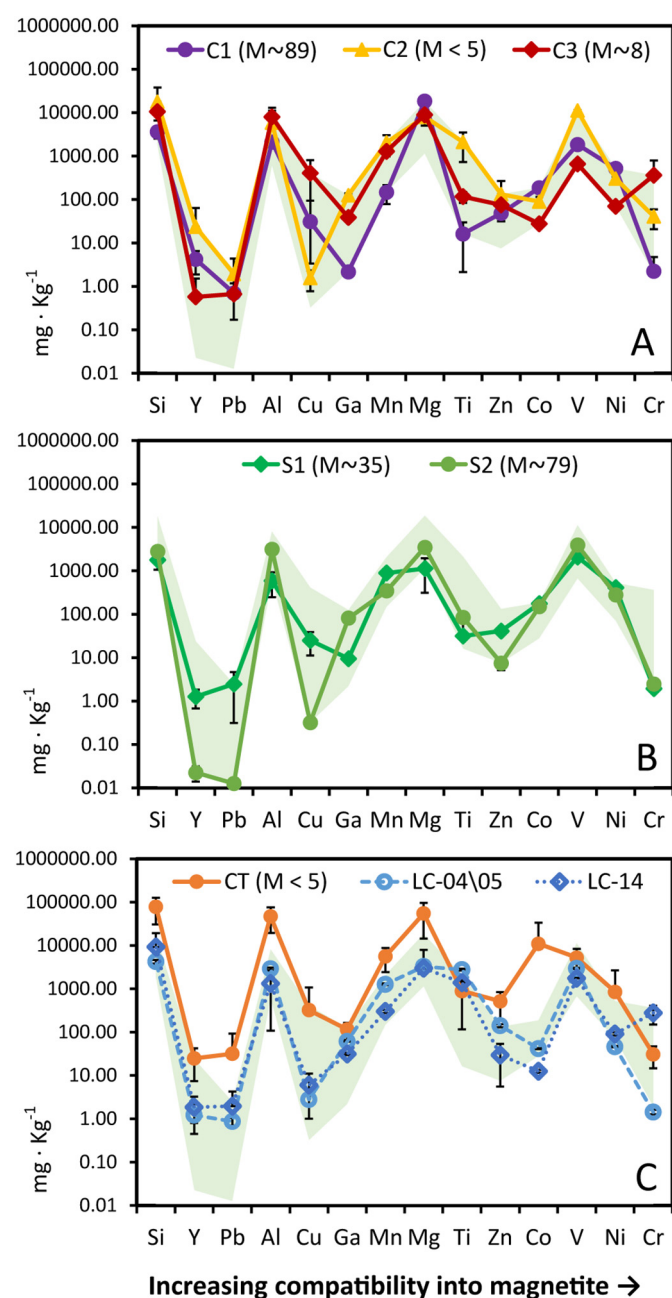 1000000.00
100000.00
10000.00
1000.00
100.00
10.00
1.00
0.10
0.01
mg · Kg-1
C1 (M~89) C2 (M < 5) C3 (M~8)
A
Si Y Pb Al Cu Ga Mn Mg Ti Zn Co V Ni Cr
1000000.00
100000.00
10000.00
1000.00
100.00
10.00
1.00
0.10
0.01
mg · Kg-1
S1 (M~35) S2 (M~79)
B
Si Y Pb Al Cu Ga Mn Mg Ti Zn Co V Ni Cr
1000000.00
100000.00
10000.00
1000.00
100.00
10.00
1.00
0.10
0.01
mg · Kg-1
CT (M < 5) LC-04\05 LC-14
C
Si Y Pb Al Cu Ga Mn Mg Ti Zn Co V Ni Cr
Increasing compatibility into magnetite →